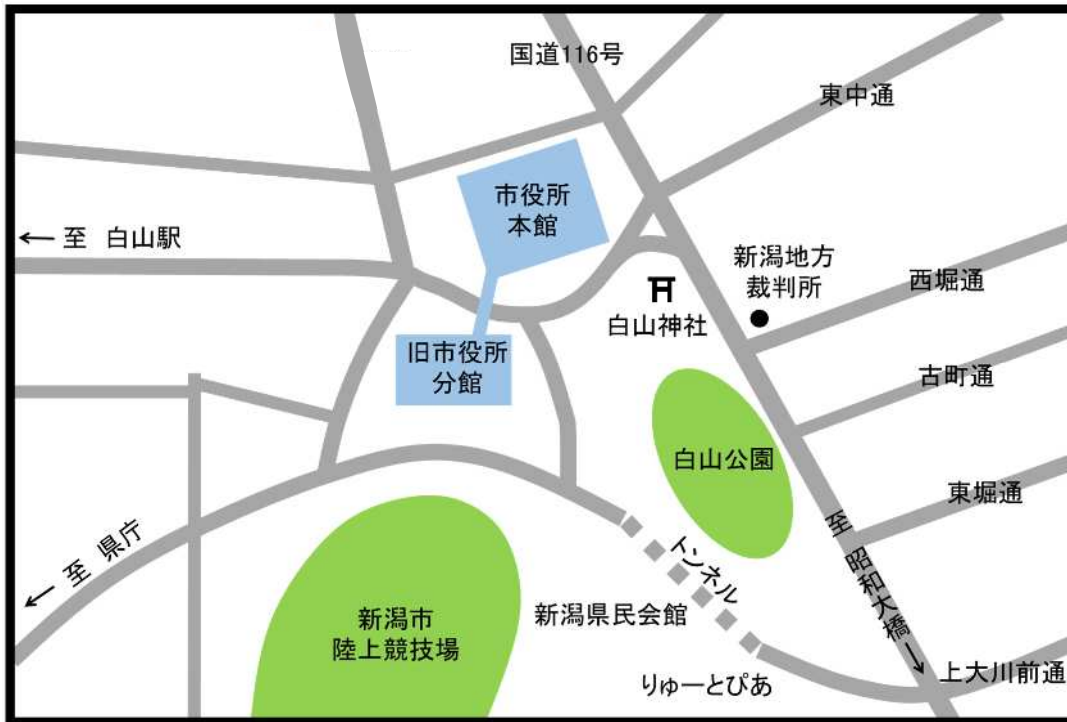 国道116号
東中通
市役所
本館
← 至 白山駅
新潟地方
裁判所
西堀通
白山神社
旧市役所
分館
古町通
白山公園
東堀通
← 至 県庁
トンネル
至 昭和大橋 →
新潟市
陸上競技場
新潟県民会館
りゅーとぴあ
上大川前通